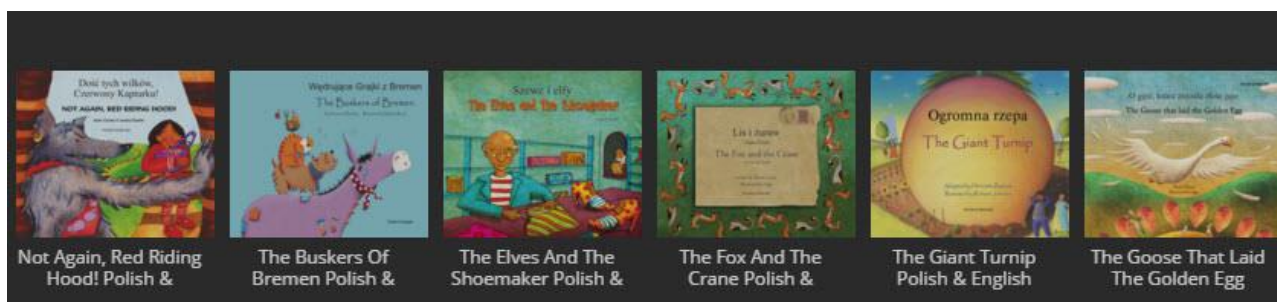 Dość tych wilków,
Czerwony Kapturku!
NOT AGAIN, RED RIDING HOOD!
Wędrujące Grajki z Bremen
The Buskers of Bremen
Szewc i elfy
The Elves and the Shoemaker
Lis i żuraw
The Fox and the Crane
Ogromna rzepa
The Giant Turnip
The Goose that laid the Golden Egg
Not Again, Red Riding
Hood! Polish &
The Buskers Of
Bremen Polish &
The Elves And The
Shoemaker Polish &
The Fox And The
Crane Polish &
The Giant Turnip
Polish & English
The Goose That Laid
The Golden Egg